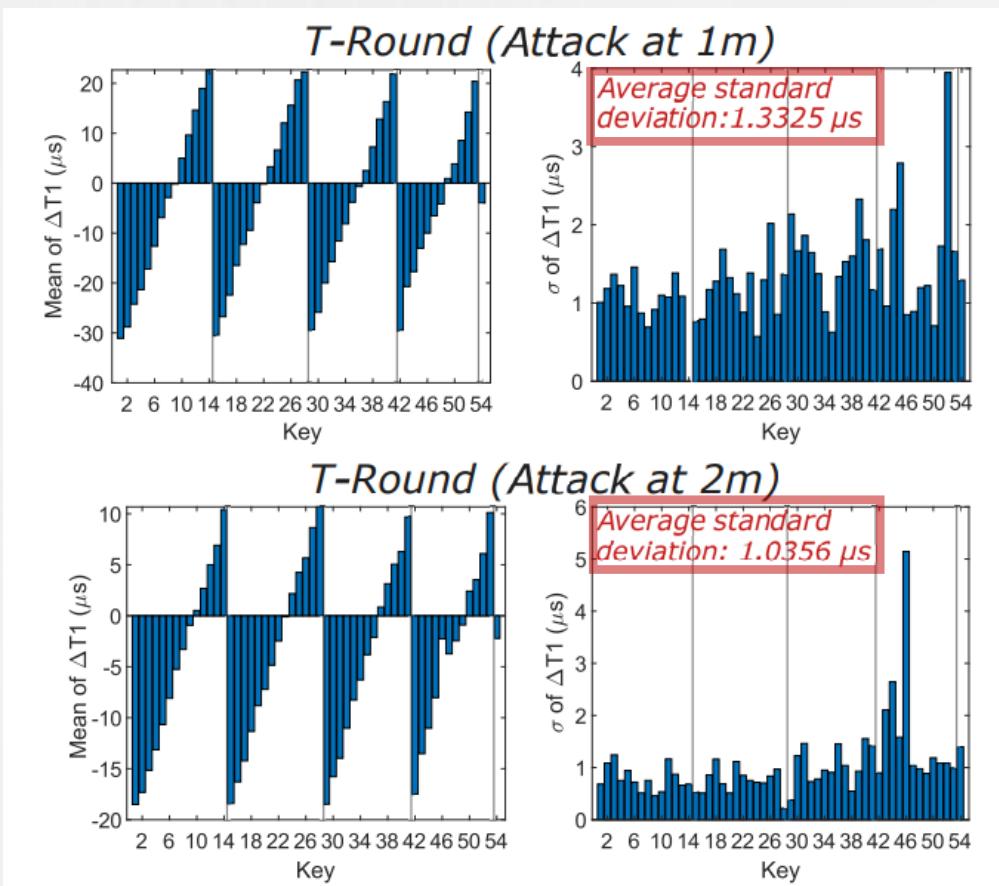 T-Round (Attack at 1m)
20
10
0
-10
-20
-30
-40
Mean of ΔT1 (μs)
2 6 10 14 18 22 26 30 34 38 42 46 50 54
Key
Average standard
deviation:1.3325 μs
4
3
2
1
0
σ of ΔT1 (μs)
2 6 10 14 18 22 26 30 34 38 42 46 50 54
Key
T-Round (Attack at 2m)
10
5
0
-5
-10
-15
-20
Mean of ΔT1 (μs)
2 6 10 14 18 22 26 30 34 38 42 46 50 54
Key
Average standard
deviation: 1.0356 μs
6
5
4
3
2
1
0
σ of ΔT1 (μs)
2 6 10 14 18 22 26 30 34 38 42 46 50 54
Key